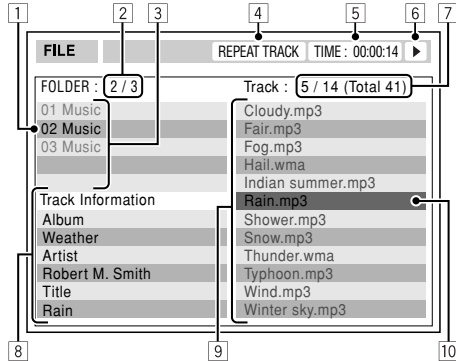 1 2 3 4 5 6 7
FILE REPEAT TRACK TIME : 00:00:14
FOLDER : 2 / 3 Track : 5 / 14 (Total 41)
01 Music Cloudy.mp3
02 Music Fair.mp3
03 Music Fog.mp3
Hail.wma
Indian summer.mp3
Track Information Rain.mp3
Album Shower.mp3
Weather Snow.mp3
Artist Thunder.wma
Robert M. Smith Typhoon.mp3
Title Wind.mp3
Rain Winter sky.mp3
8 9 10